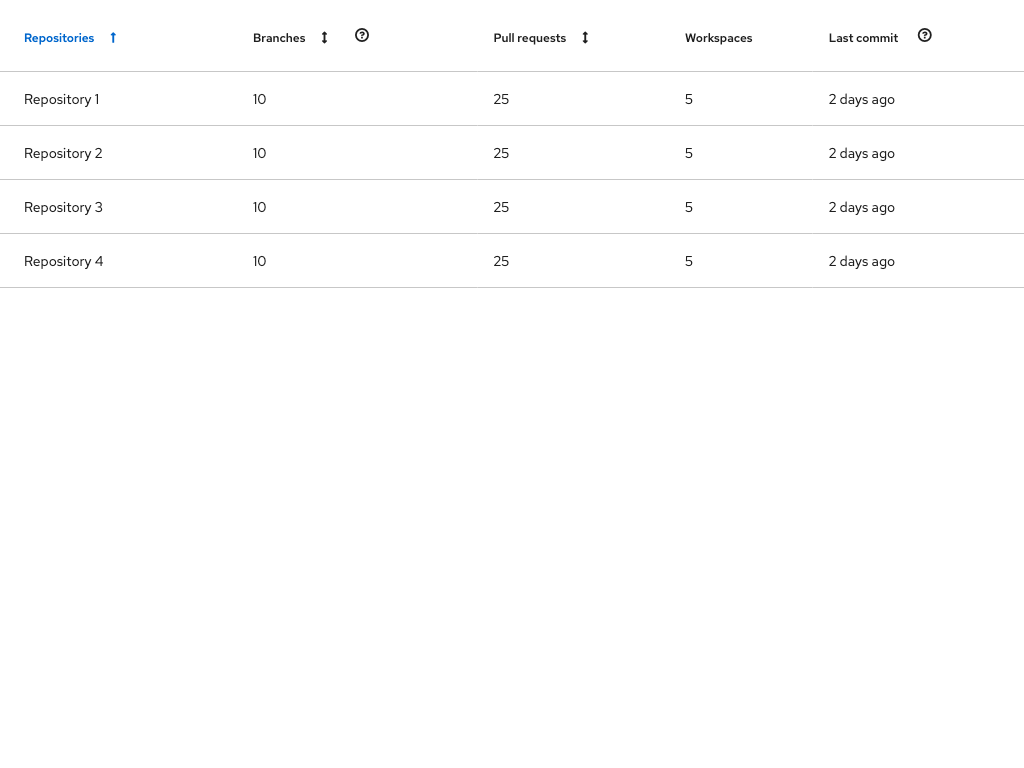 Repositories Branches Pull requests Workspaces Last commit
Repository 1 10 25 5 2 days ago
Repository 2 10 25 5 2 days ago
Repository 3 10 25 5 2 days ago
Repository 4 10 25 5 2 days ago